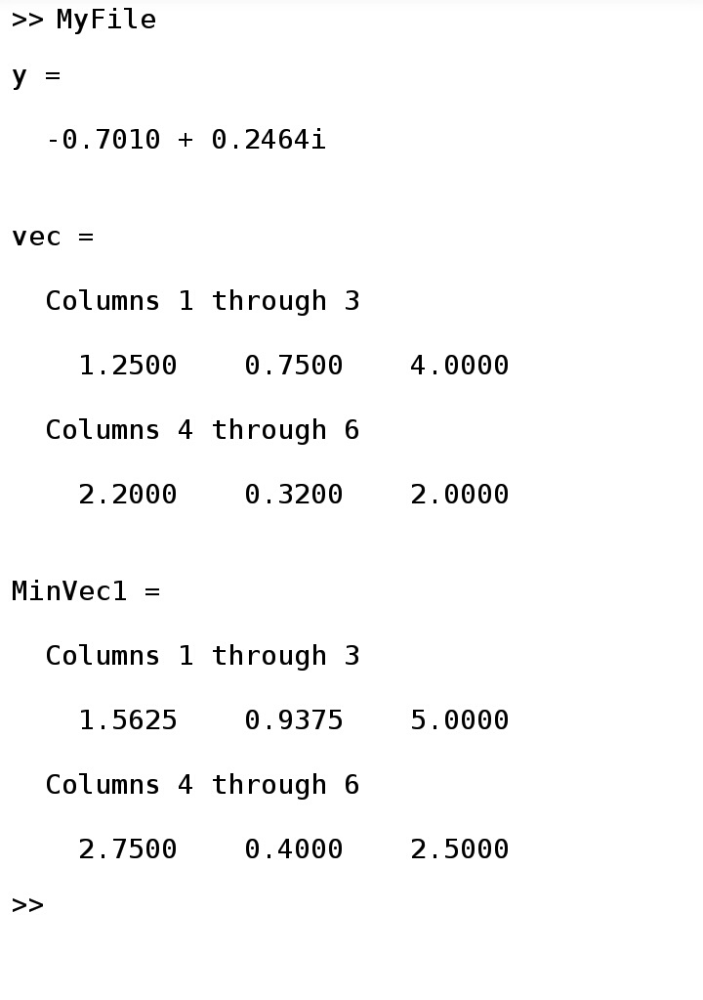 >> MyFile
y =
-0.7010 + 0.2464i
vec =
Columns 1 through 3
1.2500 0.7500 4.0000
Columns 4 through 6
2.2000 0.3200 2.0000
MinVec1 =
Columns 1 through 3
1.5625 0.9375 5.0000
Columns 4 through 6
2.7500 0.4000 2.5000
>>